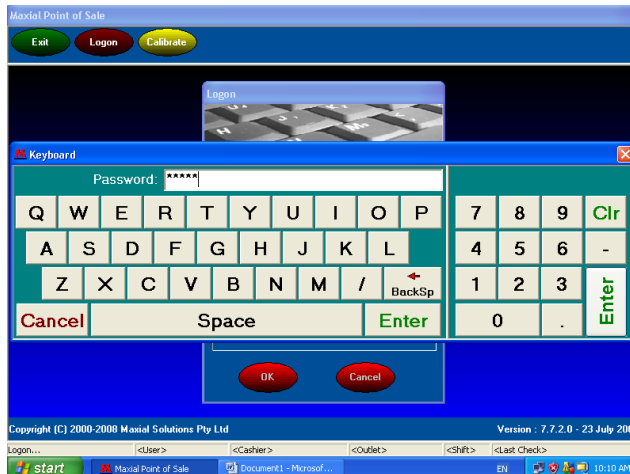 Maxial Point of Sale
Exit Logon Calibrate
Logon
Keyboard
Password: *****
Q W E R T Y U I O P 7 8 9 Clr
A S D F G H J K L 4 5 6 -
Z X C V B N M / BackSp 1 2 3 Enter
Cancel Space Enter 0 .
OK Cancel
Copyright (C) 2000-2008 Maxial Solutions Pty Ltd Version : 7.7.2.0 - 23 July 200
Logon... <User> <Cashier> <Outlet> <Shift> <Last Check>
start Maxial Point of Sale Document1 - Microsof... EN 10:10 AM